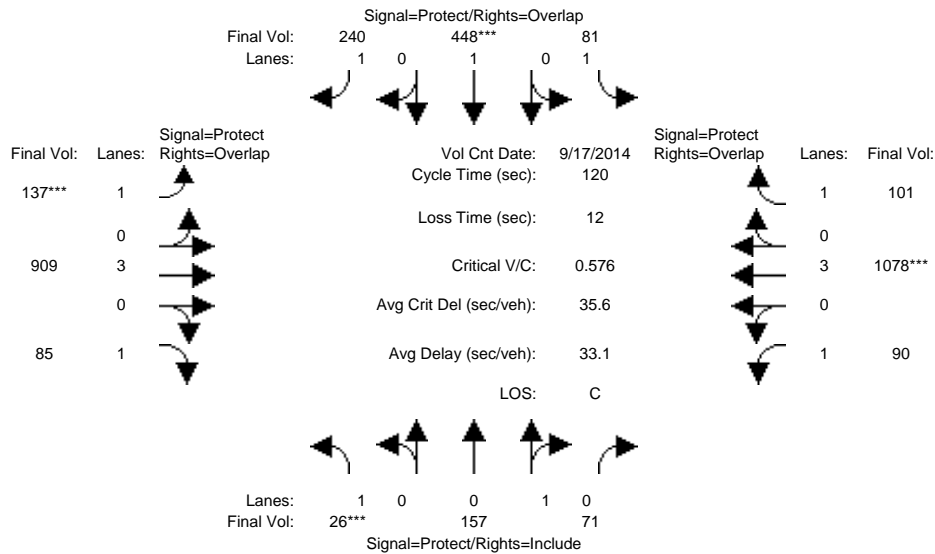 Signal=Protect/Rights=Overlap
Final Vol: 240 448*** 81
Lanes: 1 0 1 0 1
Signal=Protect
Final Vol: Lanes: Rights=Overlap
Vol Cnt Date: 9/17/2014
Signal=Protect
Rights=Overlap Lanes: Final Vol:
Cycle Time (sec): 120
137*** 1
1 101
Loss Time (sec): 12
0
0
909 3
Critical V/C: 0.576
3 1078***
0
Avg Crit Del (sec/veh): 35.6
0
85 1
Avg Delay (sec/veh): 33.1
1 90
LOS: C
Lanes: 1 0 0 1 0
Final Vol: 26*** 157 71
Signal=Protect/Rights=Include